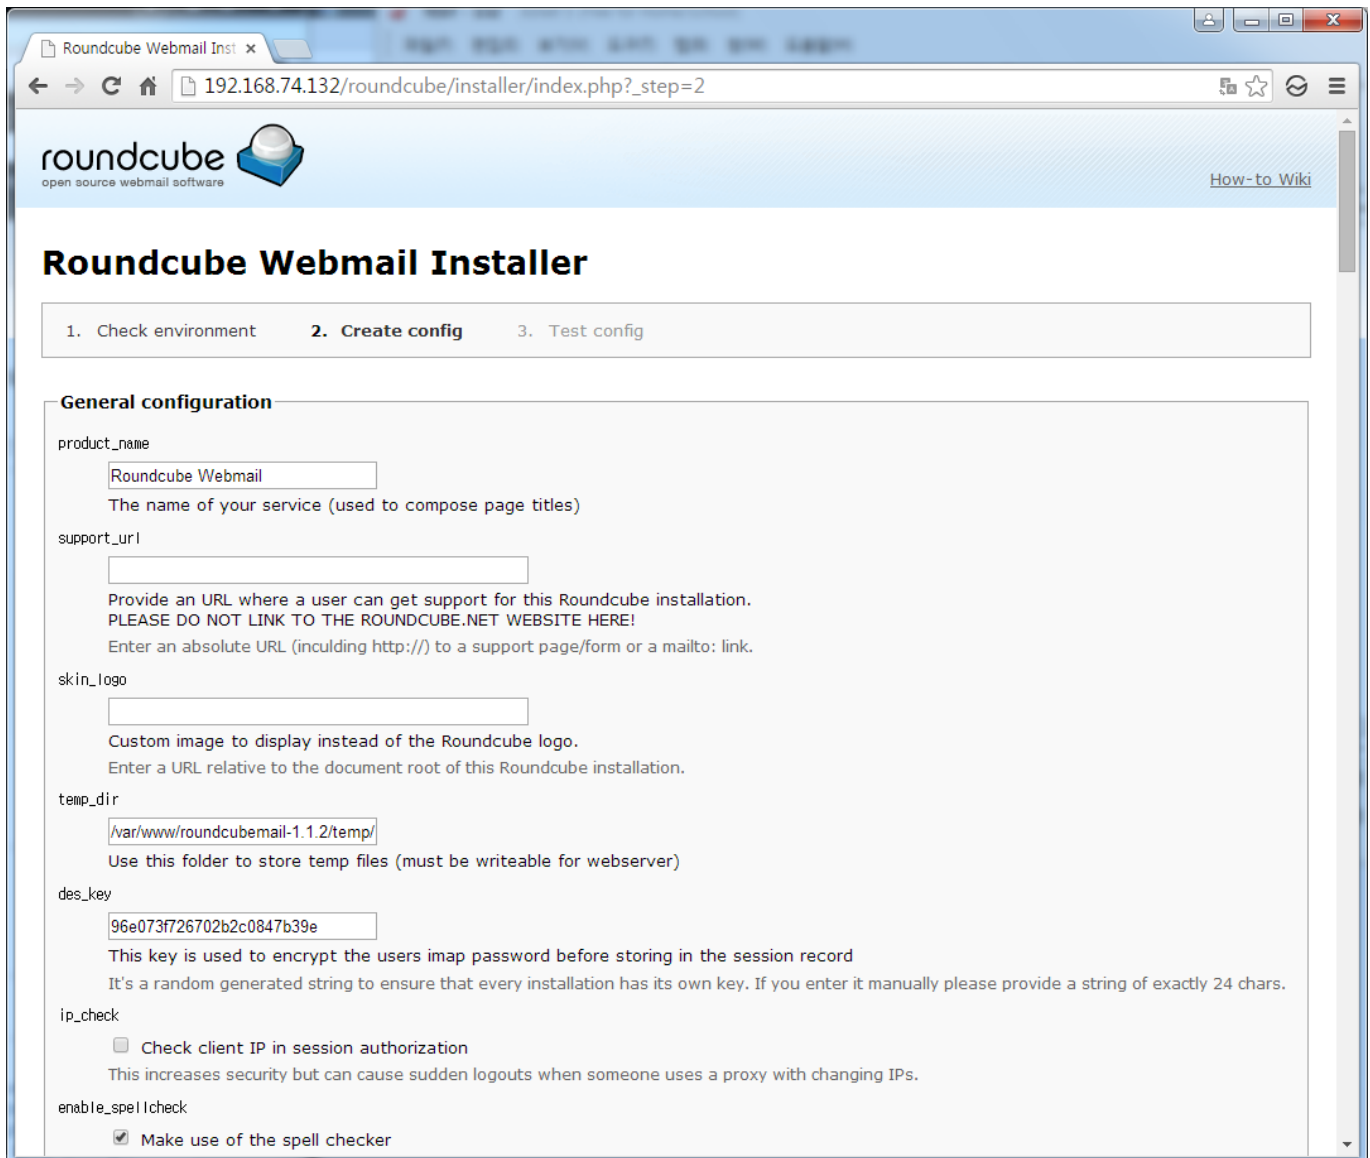 Roundcube Webmail Inst
192.168.74.132/roundcube/installer/index.php?_step=2
roundcube
open source webmail software
How-to Wiki
Roundcube Webmail Installer
1. Check environment 2. Create config 3. Test config
General configuration
product_name
Roundcube Webmail
The name of your service (used to compose page titles)
support_url
Provide an URL where a user can get support for this Roundcube installation.
PLEASE DO NOT LINK TO THE ROUNDCUBE.NET WEBSITE HERE!
Enter an absolute URL (inculding http://) to a support page/form or a mailto: link.
skin_logo
Custom image to display instead of the Roundcube logo.
Enter a URL relative to the document root of this Roundcube installation.
temp_dir
/var/www/roundcubemail-1.1.2/temp/
Use this folder to store temp files (must be writeable for webserver)
des_key
96e073f726702b2c0847b39e
This key is used to encrypt the users imap password before storing in the session record
It's a random generated string to ensure that every installation has its own key. If you enter it manually please provide a string of exactly 24 chars.
ip_check
Check client IP in session authorization
This increases security but can cause sudden logouts when someone uses a proxy with changing IPs.
enable_spellcheck
Make use of the spell checker